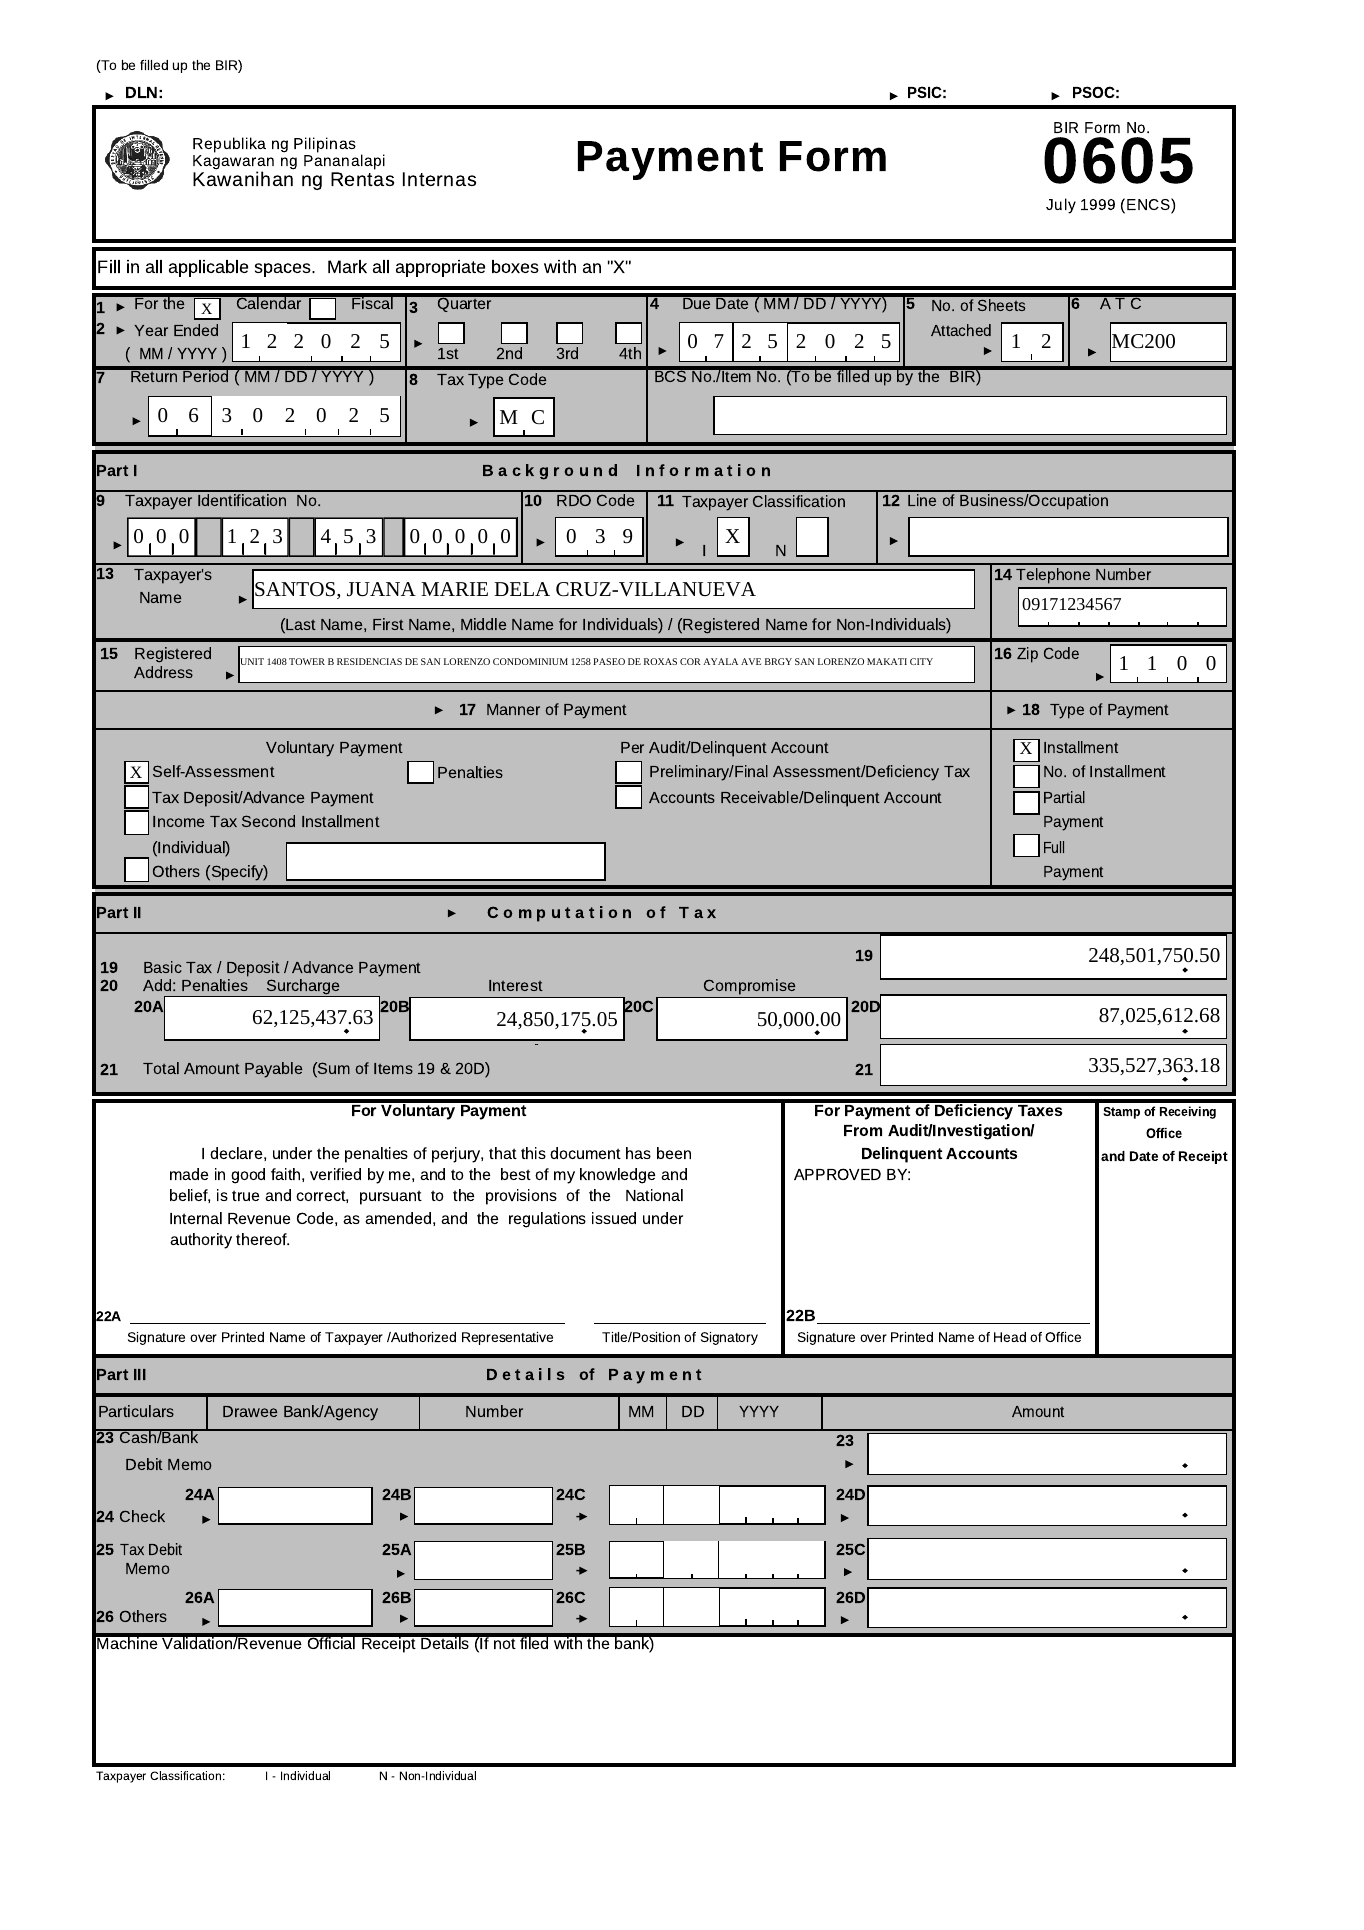 (To be filled up the BIR)
► DLN: ► PSIC: ► PSOC:
Republika ng Pilipinas
Kagawaran ng Pananalapi
Kawanihan ng Rentas Internas
Payment Form
BIR Form No.
0605
July 1999 (ENCS)
Fill in all applicable spaces. Mark all appropriate boxes with an "X"
1 ► For the X Calendar Fiscal
2 ► Year Ended
( MM / YYYY ) 1 2 2 0 2 5
3 Quarter
► 1st 2nd 3rd 4th
4 Due Date ( MM / DD / YYYY)
► 0 7 2 5 2 0 2 5
5 No. of Sheets
Attached
► 1 2
6 A T C
► MC200
7 Return Period ( MM / DD / YYYY )
► 0 6 3 0 2 0 2 5
8 Tax Type Code
► M C
BCS No./Item No. (To be filled up by the BIR)
Part I Background Information
9 Taxpayer Identification No.
► 0 0 0 1 2 3 4 5 3 0 0 0 0 0
10 RDO Code
► 0 3 9
11 Taxpayer Classification
► I X N
12 Line of Business/Occupation
►
13 Taxpayer's
Name ► SANTOS, JUANA MARIE DELA CRUZ-VILLANUEVA
(Last Name, First Name, Middle Name for Individuals) / (Registered Name for Non-Individuals)
14 Telephone Number
09171234567
15 Registered
Address ► UNIT 1408 TOWER B RESIDENCIAS DE SAN LORENZO CONDOMINIUM 1258 PASEO DE ROXAS COR AYALA AVE BRGY SAN LORENZO MAKATI CITY
16 Zip Code
► 1 1 0 0
► 17 Manner of Payment ► 18 Type of Payment
Voluntary Payment Per Audit/Delinquent Account X Installment
X Self-Assessment Penalties Preliminary/Final Assessment/Deficiency Tax No. of Installment
Tax Deposit/Advance Payment Accounts Receivable/Delinquent Account Partial
Income Tax Second Installment Payment
(Individual) Full
Others (Specify) Payment
Part II ► Computation of Tax
19 Basic Tax / Deposit / Advance Payment 19 248,501,750.50
20 Add: Penalties Surcharge Interest Compromise
20A 62,125,437.63 20B 24,850,175.05 20C 50,000.00 20D 87,025,612.68
21 Total Amount Payable (Sum of Items 19 & 20D) 21 335,527,363.18
For Voluntary Payment
I declare, under the penalties of perjury, that this document has been
made in good faith, verified by me, and to the best of my knowledge and
belief, is true and correct, pursuant to the provisions of the National
Internal Revenue Code, as amended, and the regulations issued under
authority thereof.
22A
Signature over Printed Name of Taxpayer /Authorized Representative Title/Position of Signatory
For Payment of Deficiency Taxes
From Audit/Investigation/
Delinquent Accounts
APPROVED BY:
22B
Signature over Printed Name of Head of Office
Stamp of Receiving
Office
and Date of Receipt
Part III Details of Payment
Particulars Drawee Bank/Agency Number MM DD YYYY Amount
23 Cash/Bank 23
Debit Memo ►
24A 24B 24C 24D
24 Check ► ► ► ►
25 Tax Debit 25A 25B 25C
Memo ► ► ►
26A 26B 26C 26D
26 Others ► ► ► ►
Machine Validation/Revenue Official Receipt Details (If not filed with the bank)
Taxpayer Classification: I - Individual N - Non-Individual